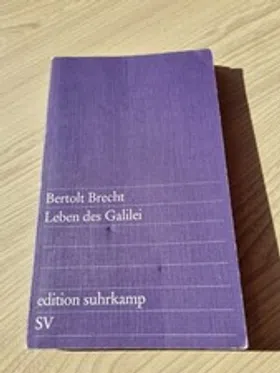 Bertolt Brecht
Leben des Galilei
edition suhrkamp
SV